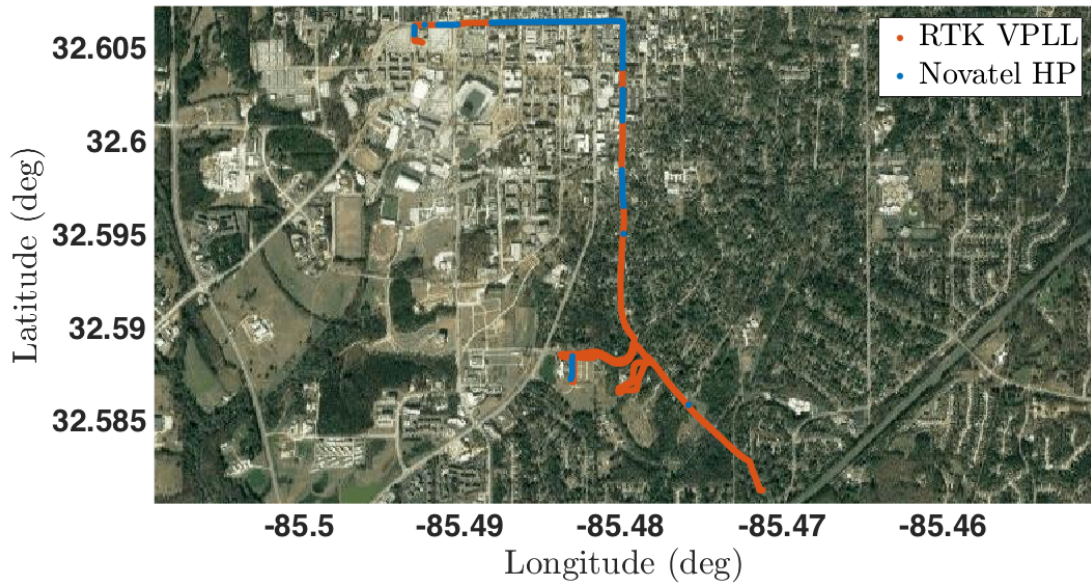 RTK VPLL
Novatel HP
32.605
32.6
32.595
32.59
32.585
Latitude (deg)
-85.5
-85.49
-85.48
-85.47
-85.46
Longitude (deg)